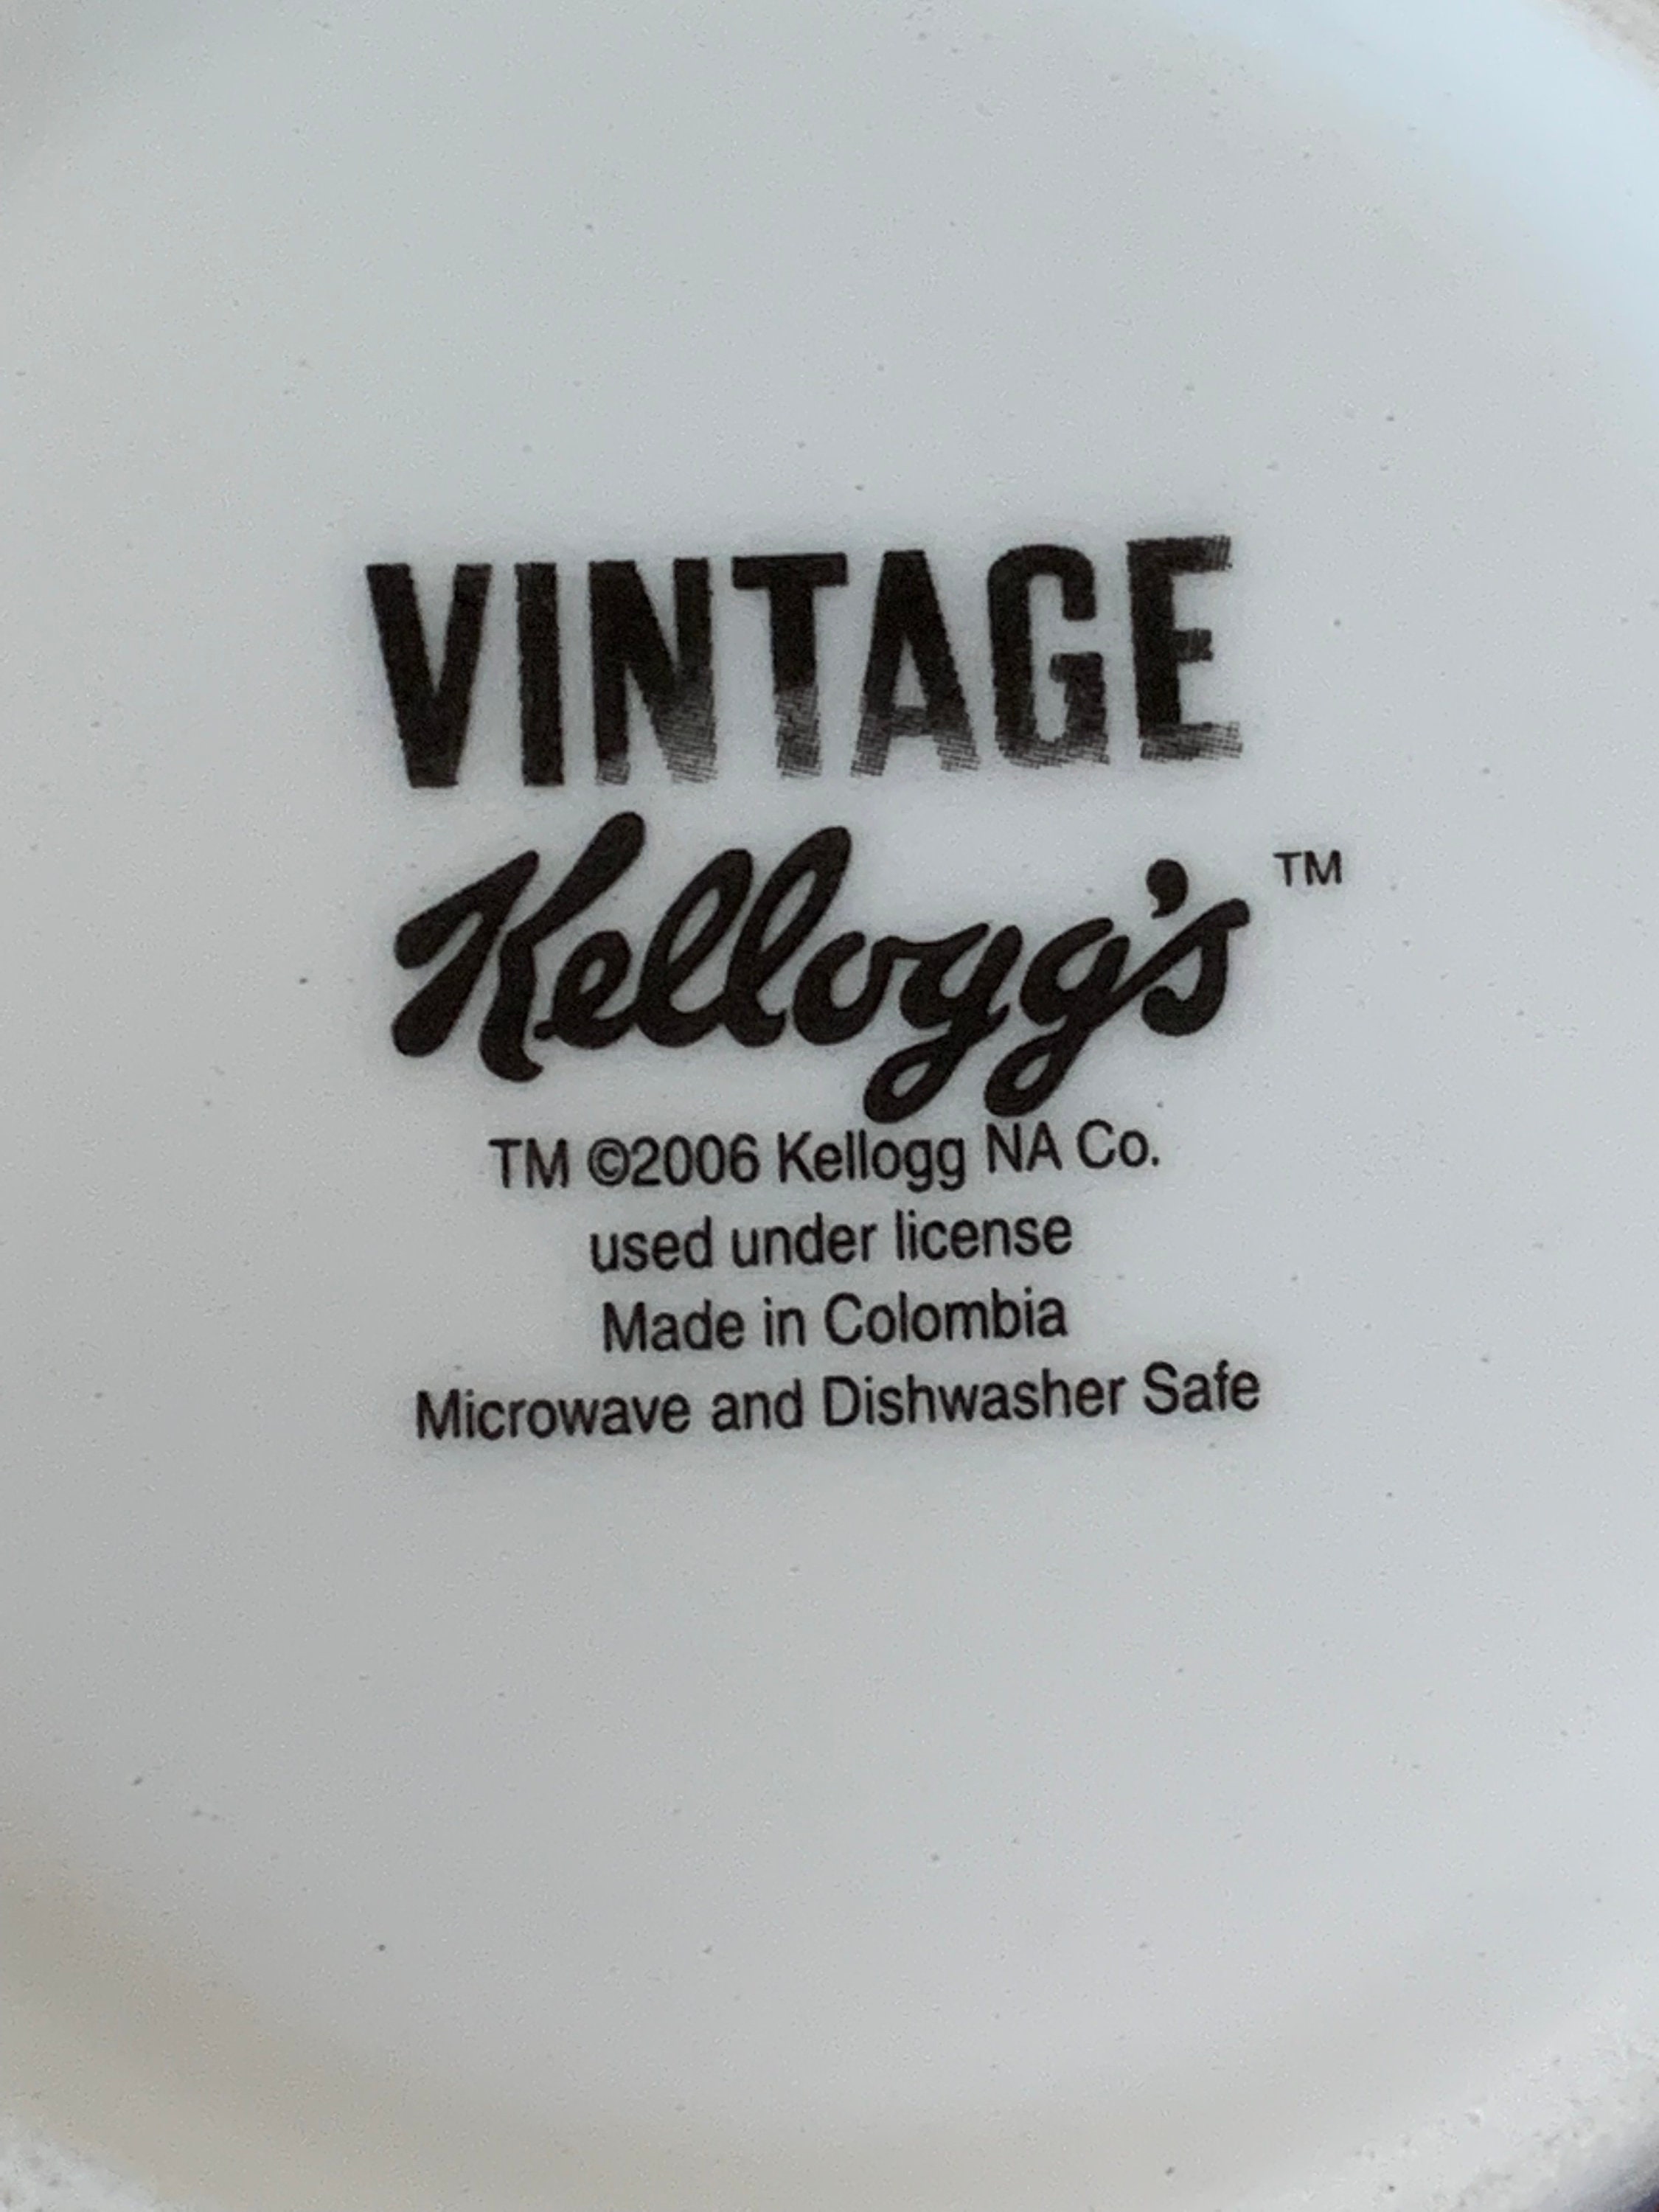 VINTAGE
Kellogg's™
TM ©2006 Kellogg NA Co.
used under license
Made in Colombia
Microwave and Dishwasher Safe